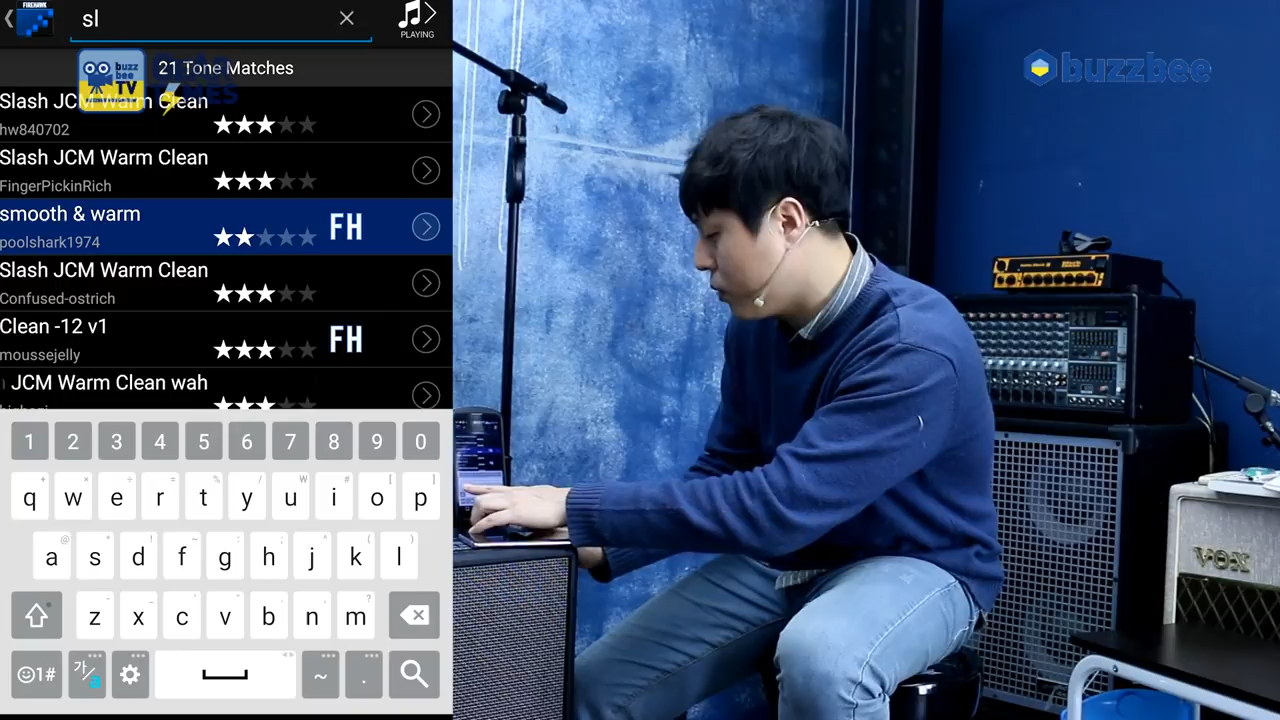 FIREHAWK
sl
PLAYING
21 Tone Matches
buzz
bee
TV
Slash JCM Warm Clean
hw840702
Slash JCM Warm Clean
FingerPickinRich
smooth & warm
FH
poolshark1974
Slash JCM Warm Clean
Confused-ostrich
Clean -12 v1
FH
moussejelly
JCM Warm Clean wah
1 2 3 4 5 6 7 8 9 0
q w e r t y u i o p
a s d f g h j k l
z x c v b n m
1# 가/a ~ .
buzzbee
VOX